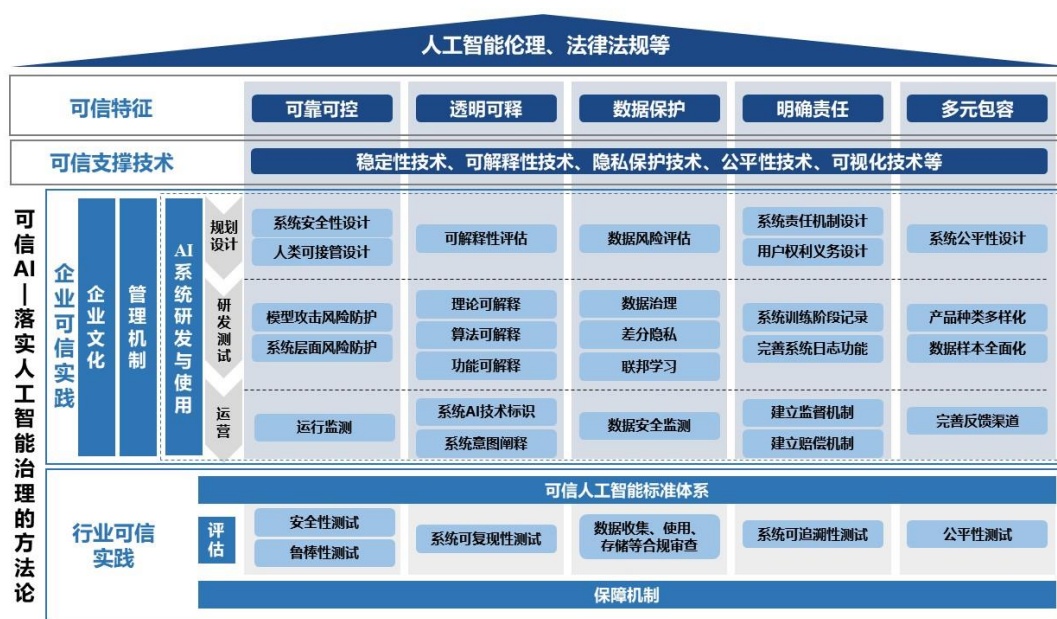 人工智能伦理、法律法规等
可信特征
可靠可控
透明可释
数据保护
明确责任
多元包容
可信支撑技术
稳定性技术、可解释性技术、隐私保护技术、公平性技术、可视化技术等
可信AI—落实人工智能治理的方法论
企业可信实践
企业文化
管理机制
AI系统研发与使用
规划
设计
系统安全性设计
人类可接管设计
可解释性评估
数据风险评估
系统责任机制设计
用户权利义务设计
系统公平性设计
研发测试
模型攻击风险防护
系统层面风险防护
理论可解释
算法可解释
功能可解释
数据治理
差分隐私
联邦学习
系统训练阶段记录
完善系统日志功能
产品种类多样化
数据样本全面化
运营
运行监测
系统AI技术标识
系统意图阐释
数据安全监测
建立监督机制
建立赔偿机制
完善反馈渠道
行业可信
实践
可信人工智能标准体系
评估
安全性测试
鲁棒性测试
系统可复现性测试
数据收集、使用、
存储等合规审查
系统可追溯性测试
公平性测试
保障机制